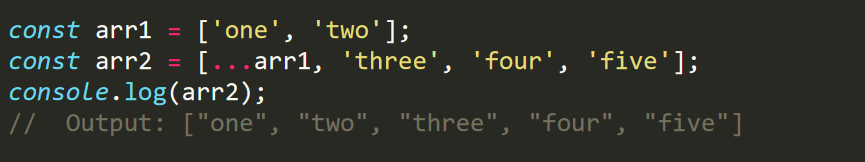 const arr1 = ['one', 'two'];
const arr2 = [...arr1, 'three', 'four', 'five'];
console.log(arr2);
//  Output: ["one", "two", "three", "four", "five"]